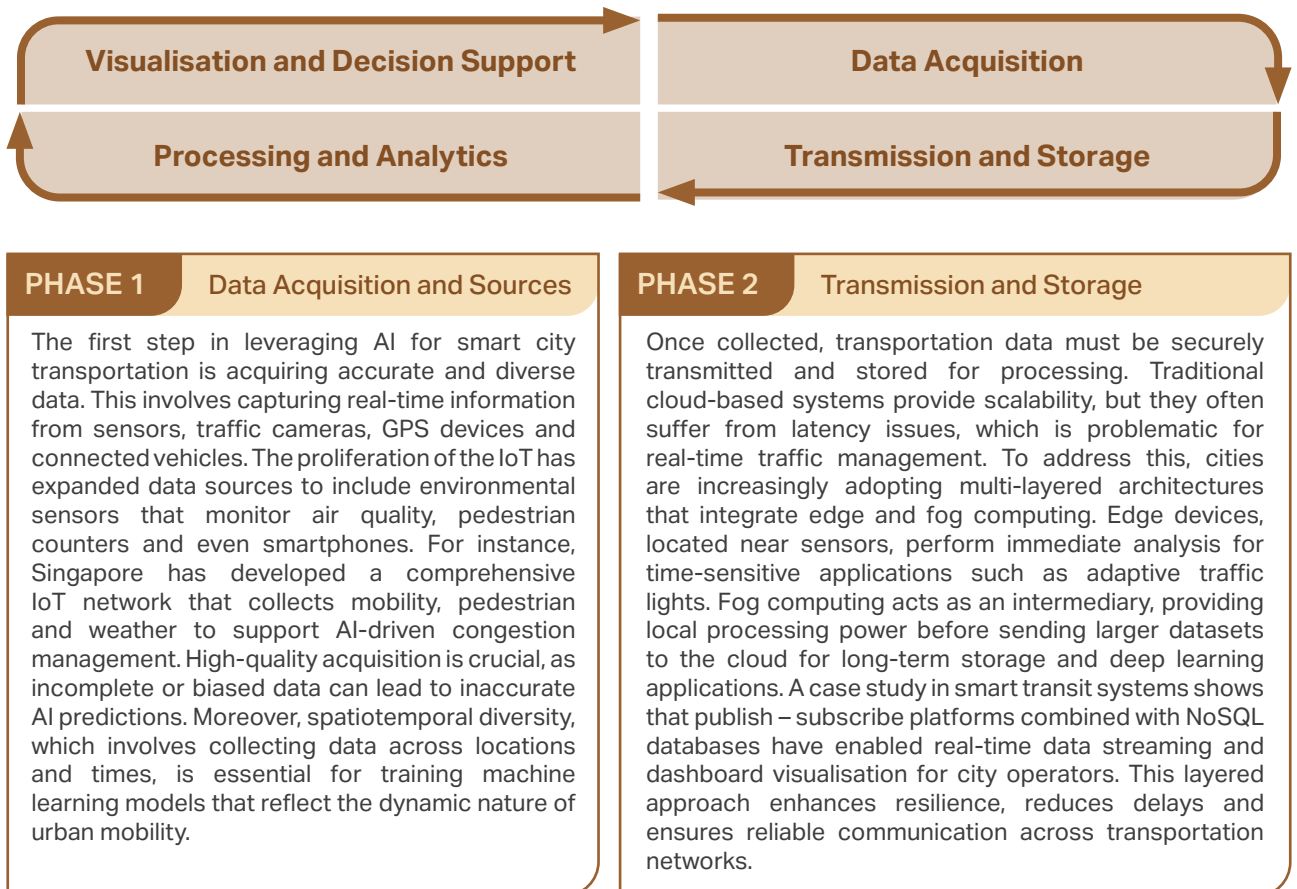 Visualisation and Decision Support
Data Acquisition
Processing and Analytics
Transmission and Storage
PHASE 1
Data Acquisition and Sources
The first step in leveraging AI for smart city
transportation is acquiring accurate and diverse
data. This involves capturing real-time information
from sensors, traffic cameras, GPS devices and
connected vehicles. The proliferation of the IoT has
expanded data sources to include environmental
sensors that monitor air quality, pedestrian
counters and even smartphones. For instance,
Singapore has developed a comprehensive
IoT network that collects mobility, pedestrian
and weather to support AI-driven congestion
management. High-quality acquisition is crucial, as
incomplete or biased data can lead to inaccurate
AI predictions. Moreover, spatiotemporal diversity,
which involves collecting data across locations
and times, is essential for training machine
learning models that reflect the dynamic nature of
urban mobility.
PHASE 2
Transmission and Storage
Once collected, transportation data must be securely
transmitted and stored for processing. Traditional
cloud-based systems provide scalability, but they often
suffer from latency issues, which is problematic for
real-time traffic management. To address this, cities
are increasingly adopting multi-layered architectures
that integrate edge and fog computing. Edge devices,
located near sensors, perform immediate analysis for
time-sensitive applications such as adaptive traffic
lights. Fog computing acts as an intermediary, providing
local processing power before sending larger datasets
to the cloud for long-term storage and deep learning
applications. A case study in smart transit systems shows
that publish – subscribe platforms combined with NoSQL
databases have enabled real-time data streaming and
dashboard visualisation for city operators. This layered
approach enhances resilience, reduces delays and
ensures reliable communication across transportation
networks.